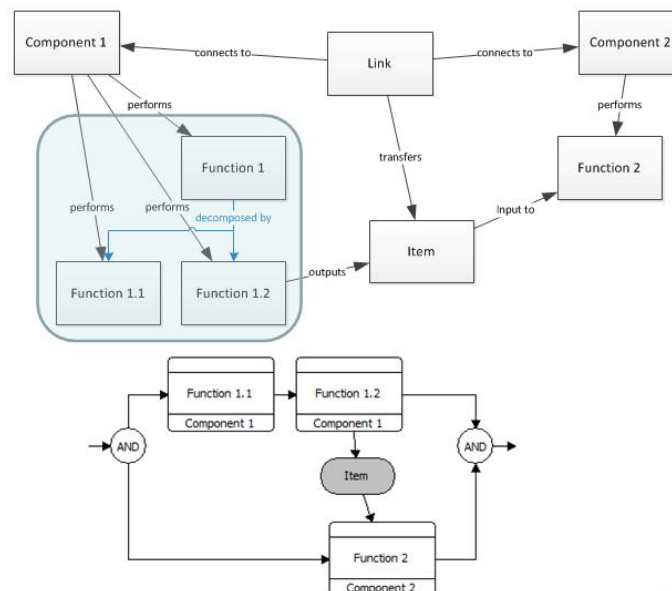 Component 1
connects to
Link
connects to
Component 2
performs
performs
Function 1
transfers
Function 2
performs
performs
decomposed by
Input to
Item
Function 1.1
Function 1.2
outputs
Function 1.1
Function 1.2
Component 1
Component 1
AND
AND
Item
Function 2
Component 2